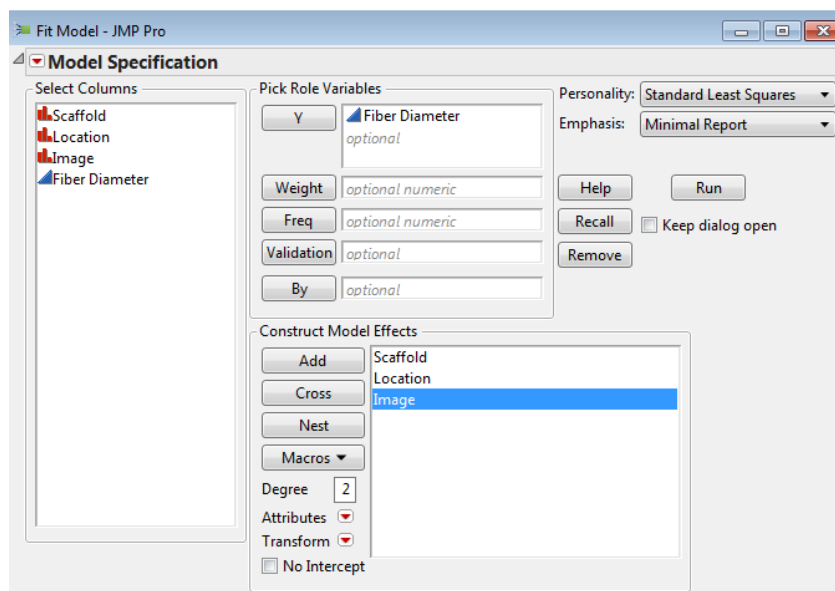 Fit Model - JMP Pro
Model Specification
Select Columns
Scaffold
Location
Image
Fiber Diameter
Pick Role Variables
Y
Fiber Diameter
optional
Weight
optional numeric
Freq
optional numeric
Validation
optional
By
optional
Personality: Standard Least Squares
Emphasis: Minimal Report
Help
Run
Recall
Keep dialog open
Remove
Construct Model Effects
Add
Cross
Nest
Macros
Degree 2
Attributes
Transform
No Intercept
Scaffold
Location
Image